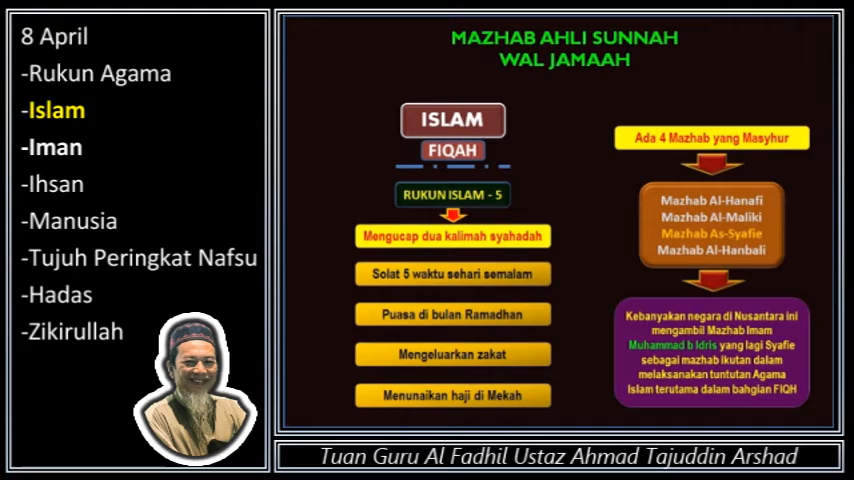 8 April
-Rukun Agama
-Islam
-Iman
-Ihsan
-Manusia
-Tujuh Peringkat Nafsu
-Hadas
-Zikirullah
MAZHAB AHLI SUNNAH
WAL JAMAAH
ISLAM
FIQAH
RUKUN ISLAM - 5
Mengucap dua kalimah syahadah
Solat 5 waktu sehari semalam
Puasa di bulan Ramadhan
Mengeluarkan zakat
Menunaikan haji di Mekah
Ada 4 Mazhab yang Masyhur
Mazhab Al-Hanafi
Mazhab Al-Maliki
Mazhab As-Syafie
Mazhab Al-Hanbali
Kebanyakan negara di Nusantara ini
mengambil Mazhab Imam
Muhammad b Idris yang lagi Syafie
sebagai mazhab ikutan dalam
melaksanakan tuntutan Agama
Islam terutama dalam bahgian FIQH
Tuan Guru Al Fadhil Ustaz Ahmad Tajuddin Arshad